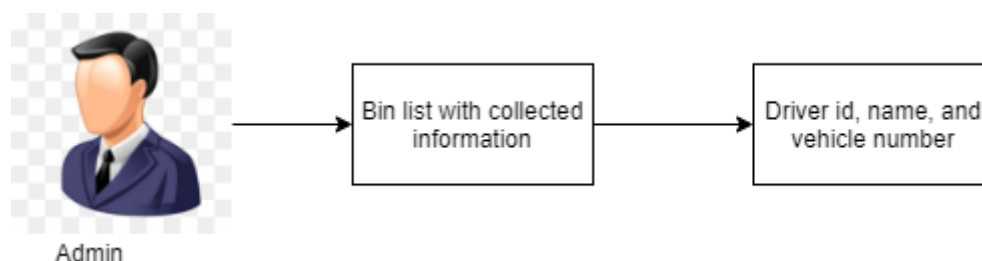 Bin list with collected
information
Driver id, name, and
vehicle number
Admin